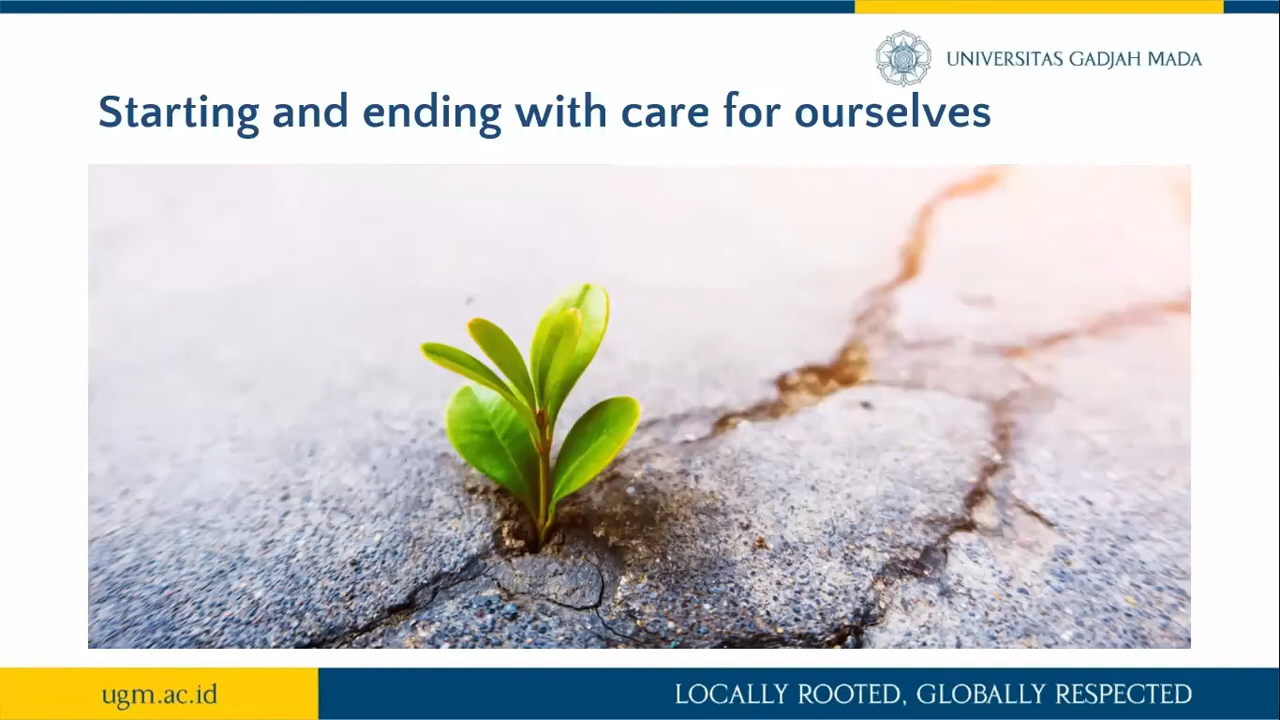 UNIVERSITAS GADJAH MADA
Starting and ending with care for ourselves
ugm.ac.id
LOCALLY ROOTED, GLOBALLY RESPECTED